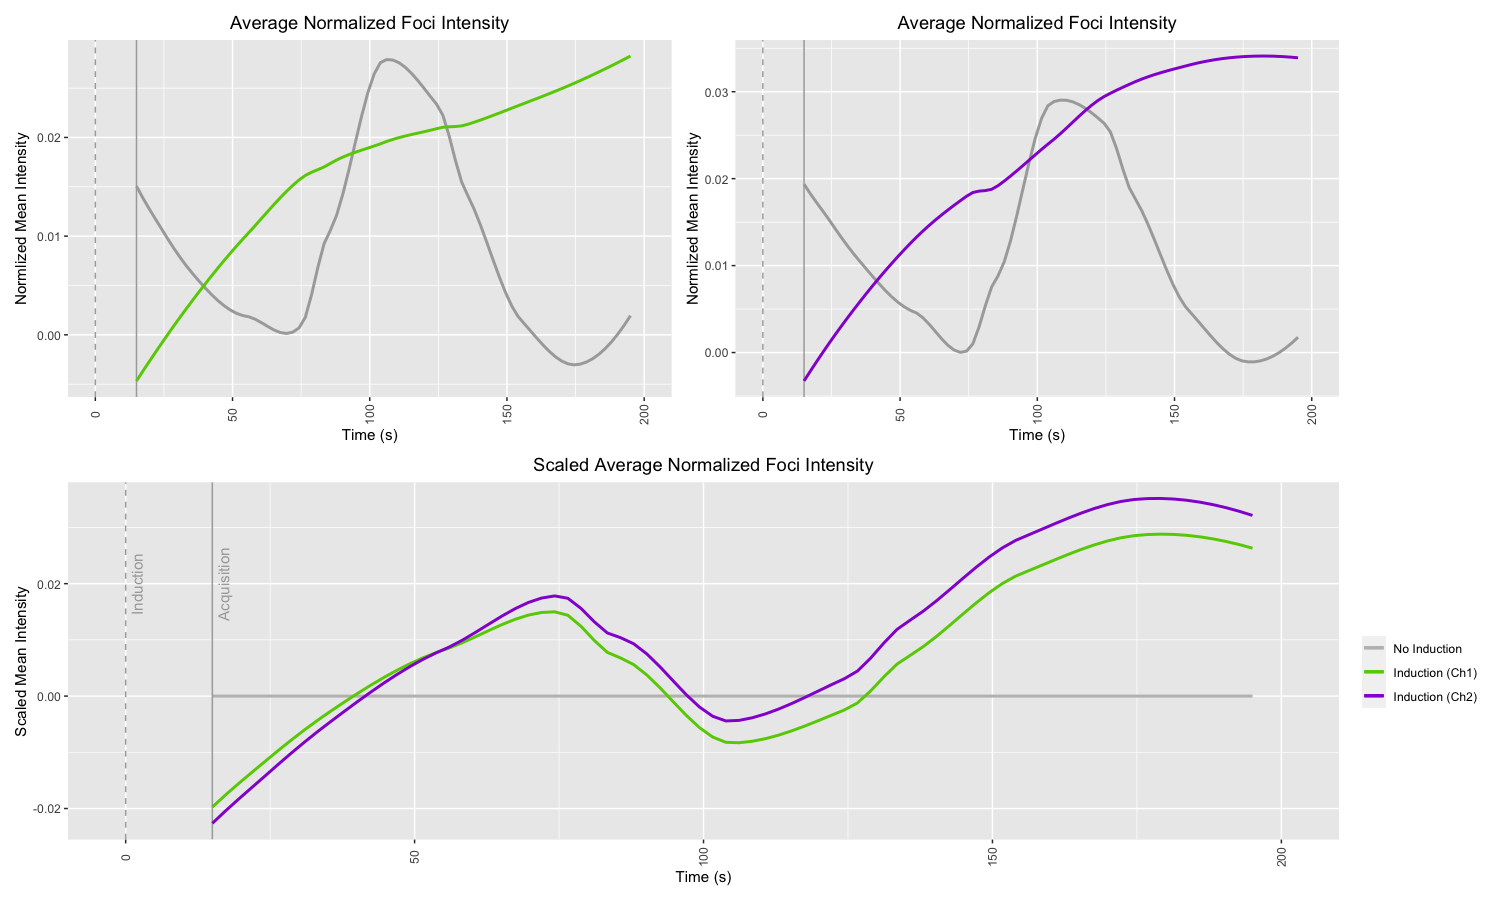 Average Normalized Foci Intensity
Normlized Mean Intensity
0.02
0.01
0.00
0
50
100
150
200
Time (s)
Average Normalized Foci Intensity
Normlized Mean Intensity
0.03
0.02
0.01
0.00
0
50
100
150
200
Time (s)
Scaled Average Normalized Foci Intensity
Scaled Mean Intensity
0.02
0.00
-0.02
Induction
Acquisition
0
50
100
150
200
Time (s)
No Induction
Induction (Ch1)
Induction (Ch2)